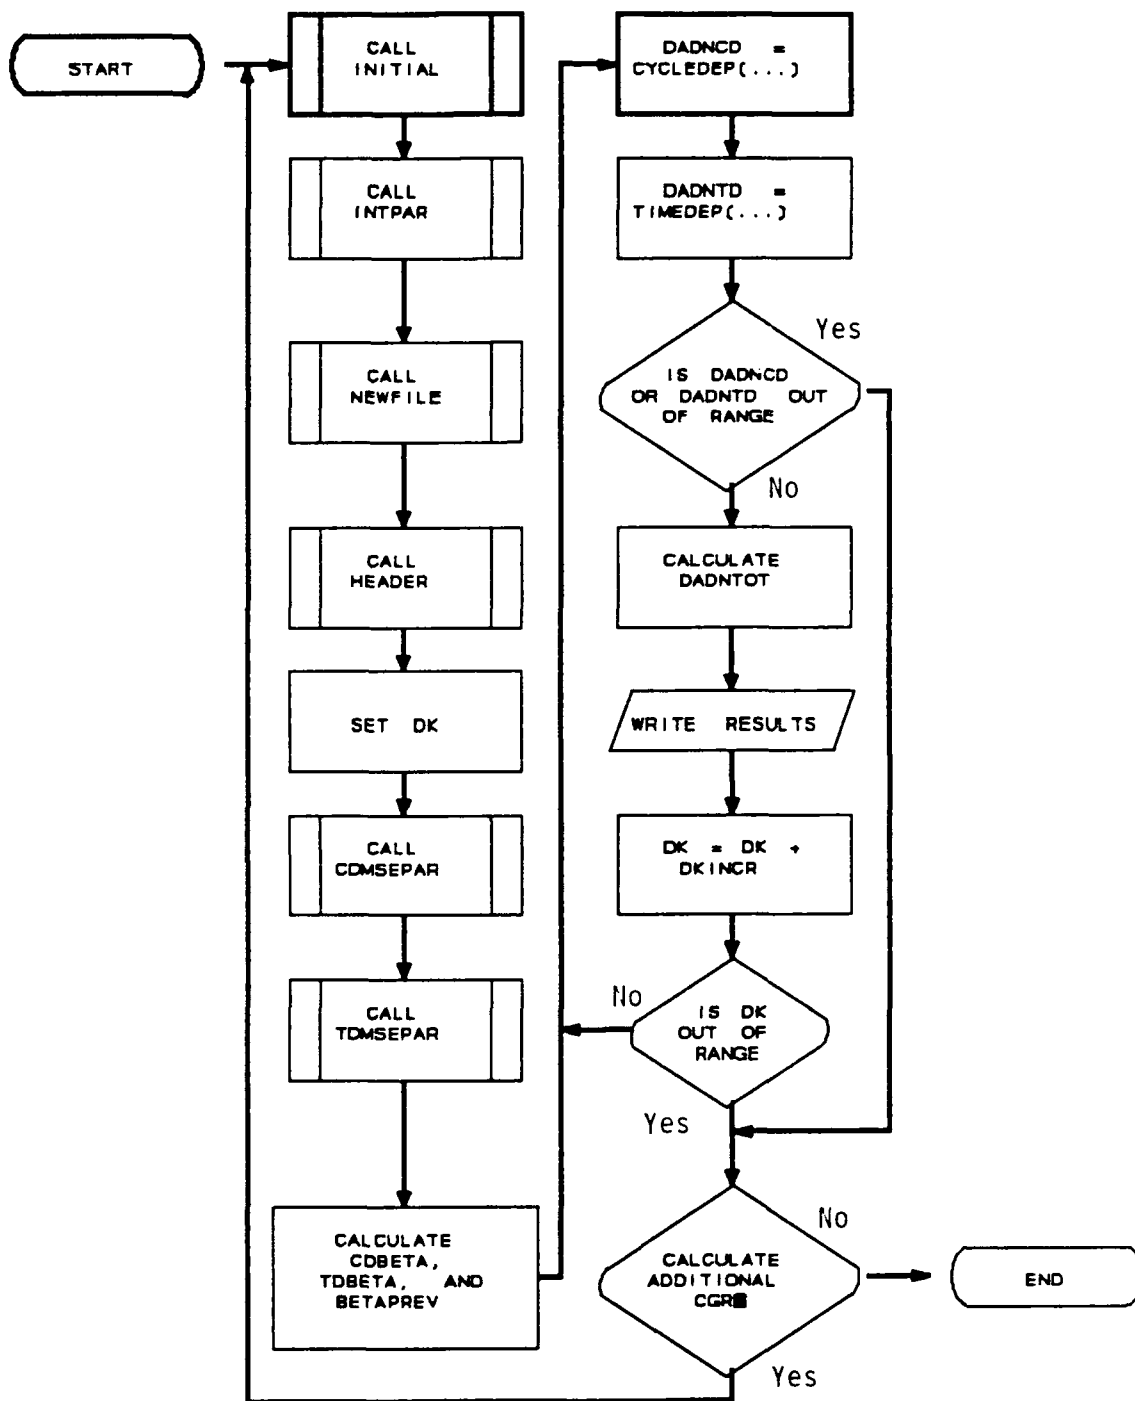 START
CALL
INITIAL
CALL
INTPAR
CALL
NEWFILE
CALL
HEADER
SET DK
CALL
CDMSEPAR
CALL
TDMSEPAR
CALCULATE
CDBETA,
TDBETA, AND
BETAPREV
DADNCD =
CYCLEDEP(...)
DADNTD =
TIMEDEP(...)
Yes
IS DADNCD
OR DADNTD OUT
OF RANGE
No
CALCULATE
DADNTOT
WRITE RESULTS
DK = DK +
DKINCR
No
IS DK
OUT OF
RANGE
Yes
No
CALCULATE
ADDITIONAL
Yes
END